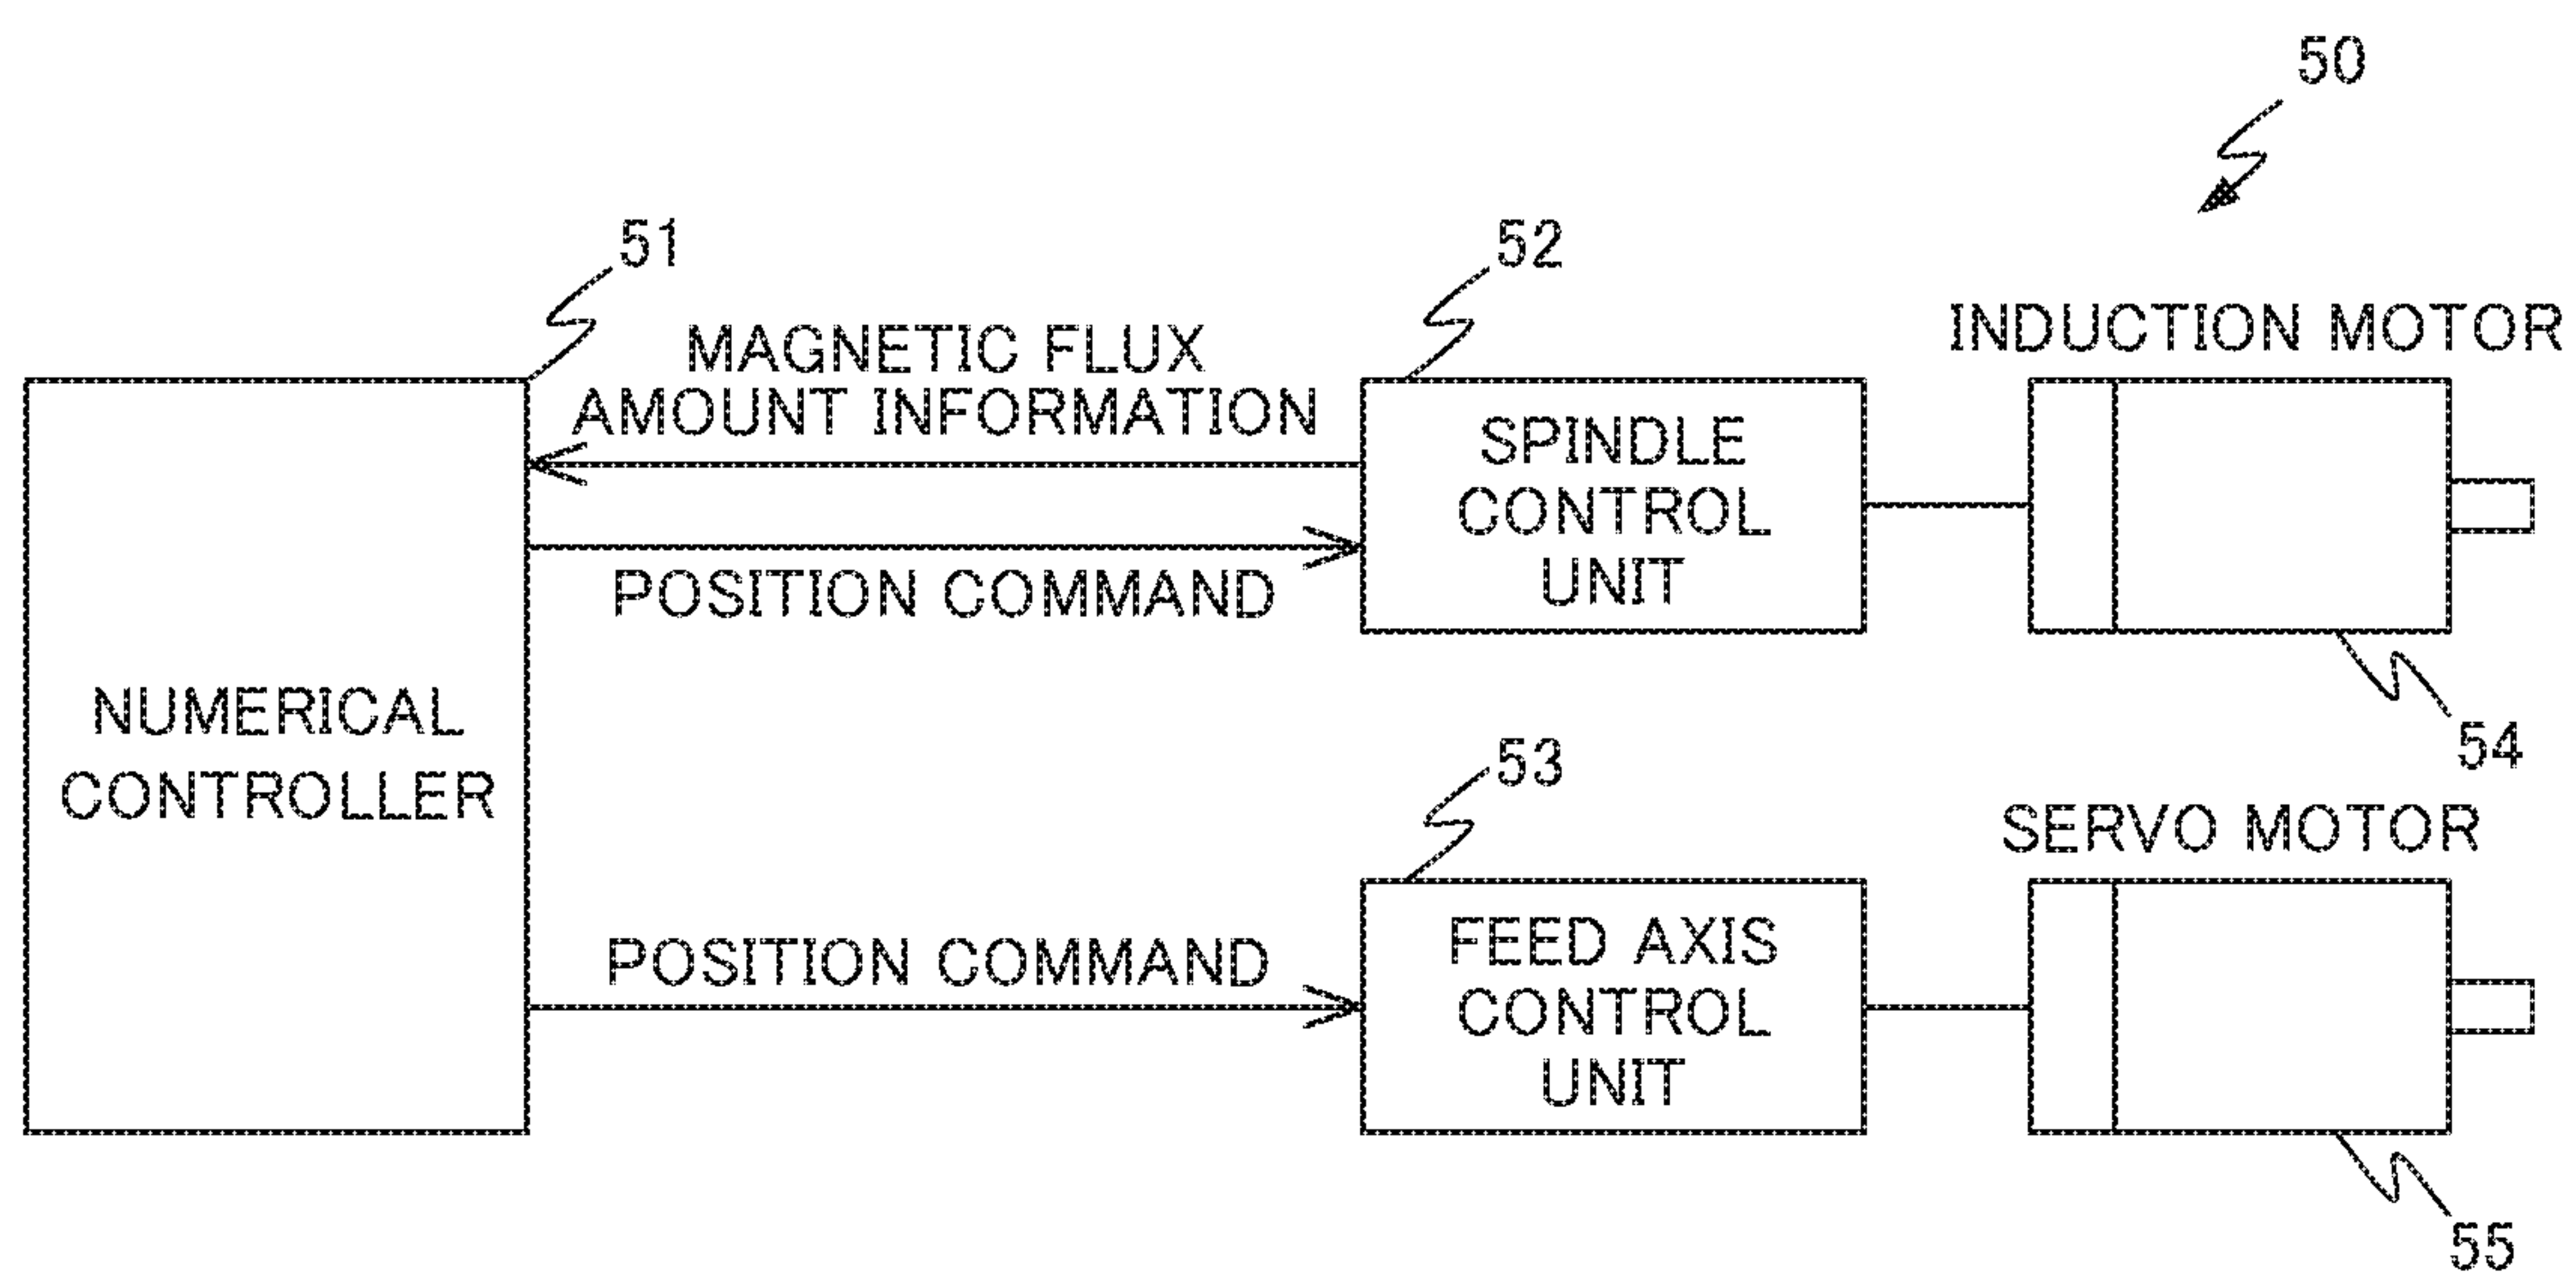 50
51
52
MAGNETIC FLUX
AMOUNT INFORMATION
INDUCTION MOTOR
SPINDLE
CONTROL
UNIT
POSITION COMMAND
NUMERICAL
CONTROLLER
54
53
SERVO MOTOR
POSITION COMMAND
FEED AXIS
CONTROL
UNIT
55